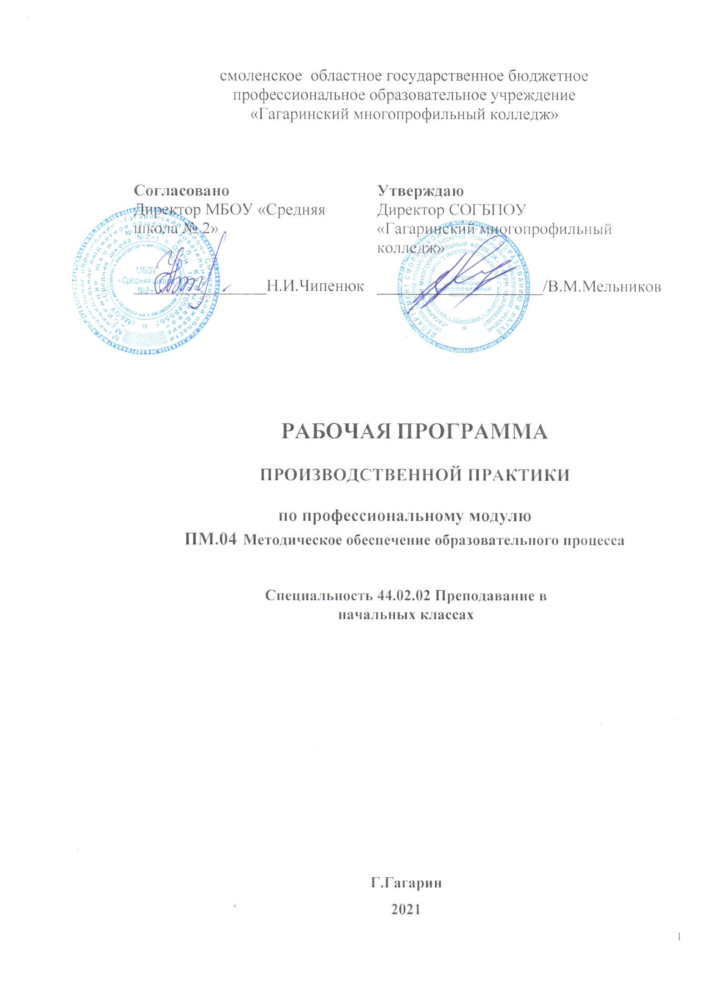 смоленское областное государственное бюджетное
профессиональное образовательное учреждение
«Гагаринский многопрофильный колледж»
Согласовано
Директор МБОУ «Средняя
школа № 2»
Н.И.Чипенюк
Утверждаю
Директор СОГБПОУ
«Гагаринский многопрофильный
колледж»
/В.М.Мельников
МБОУ
«Средняя школа
№2»
СОГБПОУ
«ГАГАРИНСКИЙ
МНОГОПРОФИЛЬНЫЙ
КОЛЛЕДЖ»
РАБОЧАЯ ПРОГРАММА
ПРОИЗВОДСТВЕННОЙ ПРАКТИКИ
по профессиональному модулю
ПМ.04 Методическое обеспечение образовательного процесса
Специальность 44.02.02 Преподавание в
начальных классах
Г.Гагарин
2021
1